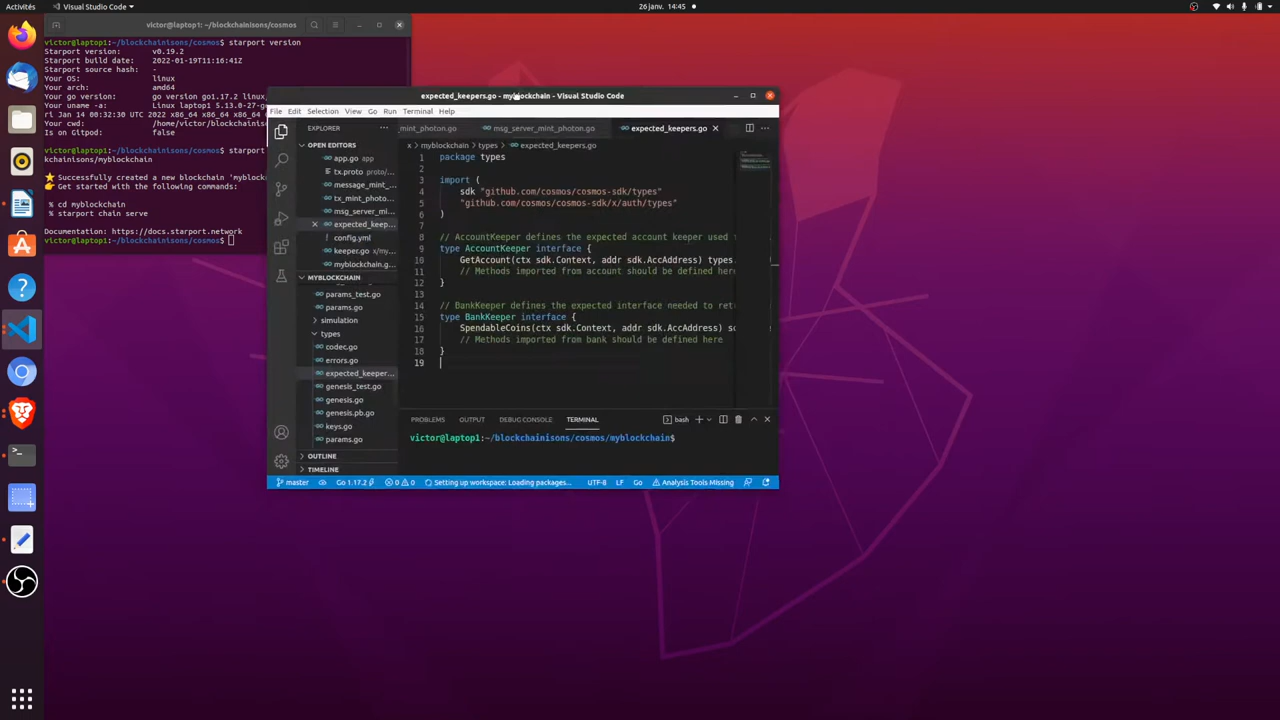 Activités
Visual Studio Code
26 janv. 14:45
victor@laptop1: ~/blockchainisons/cosmos
victor@laptop1:~/blockchainisons/cosmos$ starport version
Starport version: v0.19.2
Starport build date: 2022-01-19T11:16:41Z
Starport source hash: -
Your OS: linux
Your arch: amd64
Your go version: go version go1.17.2 linux
Your uname -a: Linux laptop1 5.13.0-27-
ri Jan 14 00:32:30 UTC 2022 x86_64 x
Your cwd: /home/victor/blockchainiso
Is on Gitpod: false
victor@laptop1:~/blockchainisons/cosmos$ starport
kchainisons/myblockchain
Successfully created a new blockchain 'myblock
Get started with the following commands:
% cd myblockchain
% starport chain serve
Documentation: https://docs.starport.network
victor@laptop1:~/blockchainisons/cosmos$
expected_keepers.go - myblockchain - Visual Studio Code
File Edit Selection View Go Run Terminal Help
EXPLORER
OPEN EDITORS
app.go app
tx.proto proto/...
message_mint_...
tx_mint_photo...
msg_server_mi...
expected_keep...
config.yml
keeper.go x/my...
myblockchain.g...
MYBLOCKCHAIN
params_test.go
params.go
simulation
types
codec.go
errors.go
expected_keeper...
genesis_test.go
genesis.go
genesis.pb.go
keys.go
params.go
OUTLINE
TIMELINE
_mint_photon.go
msg_server_mint_photon.go
expected_keepers.go
x > myblockchain > types > expected_keepers.go
1 package types
2
3 import (
4 sdk "github.com/cosmos/cosmos-sdk/types"
5 "github.com/cosmos/cosmos-sdk/x/auth/types"
6 )
7
8 // AccountKeeper defines the expected account keeper used t
9 type AccountKeeper interface {
10 GetAccount(ctx sdk.Context, addr sdk.AccAddress) types.
11 // Methods imported from account should be defined here
12 }
13
14 // BankKeeper defines the expected interface needed to ret
15 type BankKeeper interface {
16 SpendableCoins(ctx sdk.Context, addr sdk.AccAddress) sd
17 // Methods imported from bank should be defined here
18 }
19
PROBLEMS OUTPUT DEBUG CONSOLE TERMINAL
bash
victor@laptop1:~/blockchainisons/cosmos/myblockchain$
master
Go 1.17.2
0 0
Setting up workspace: Loading packages...
UTF-8 LF Go
Analysis Tools Missing